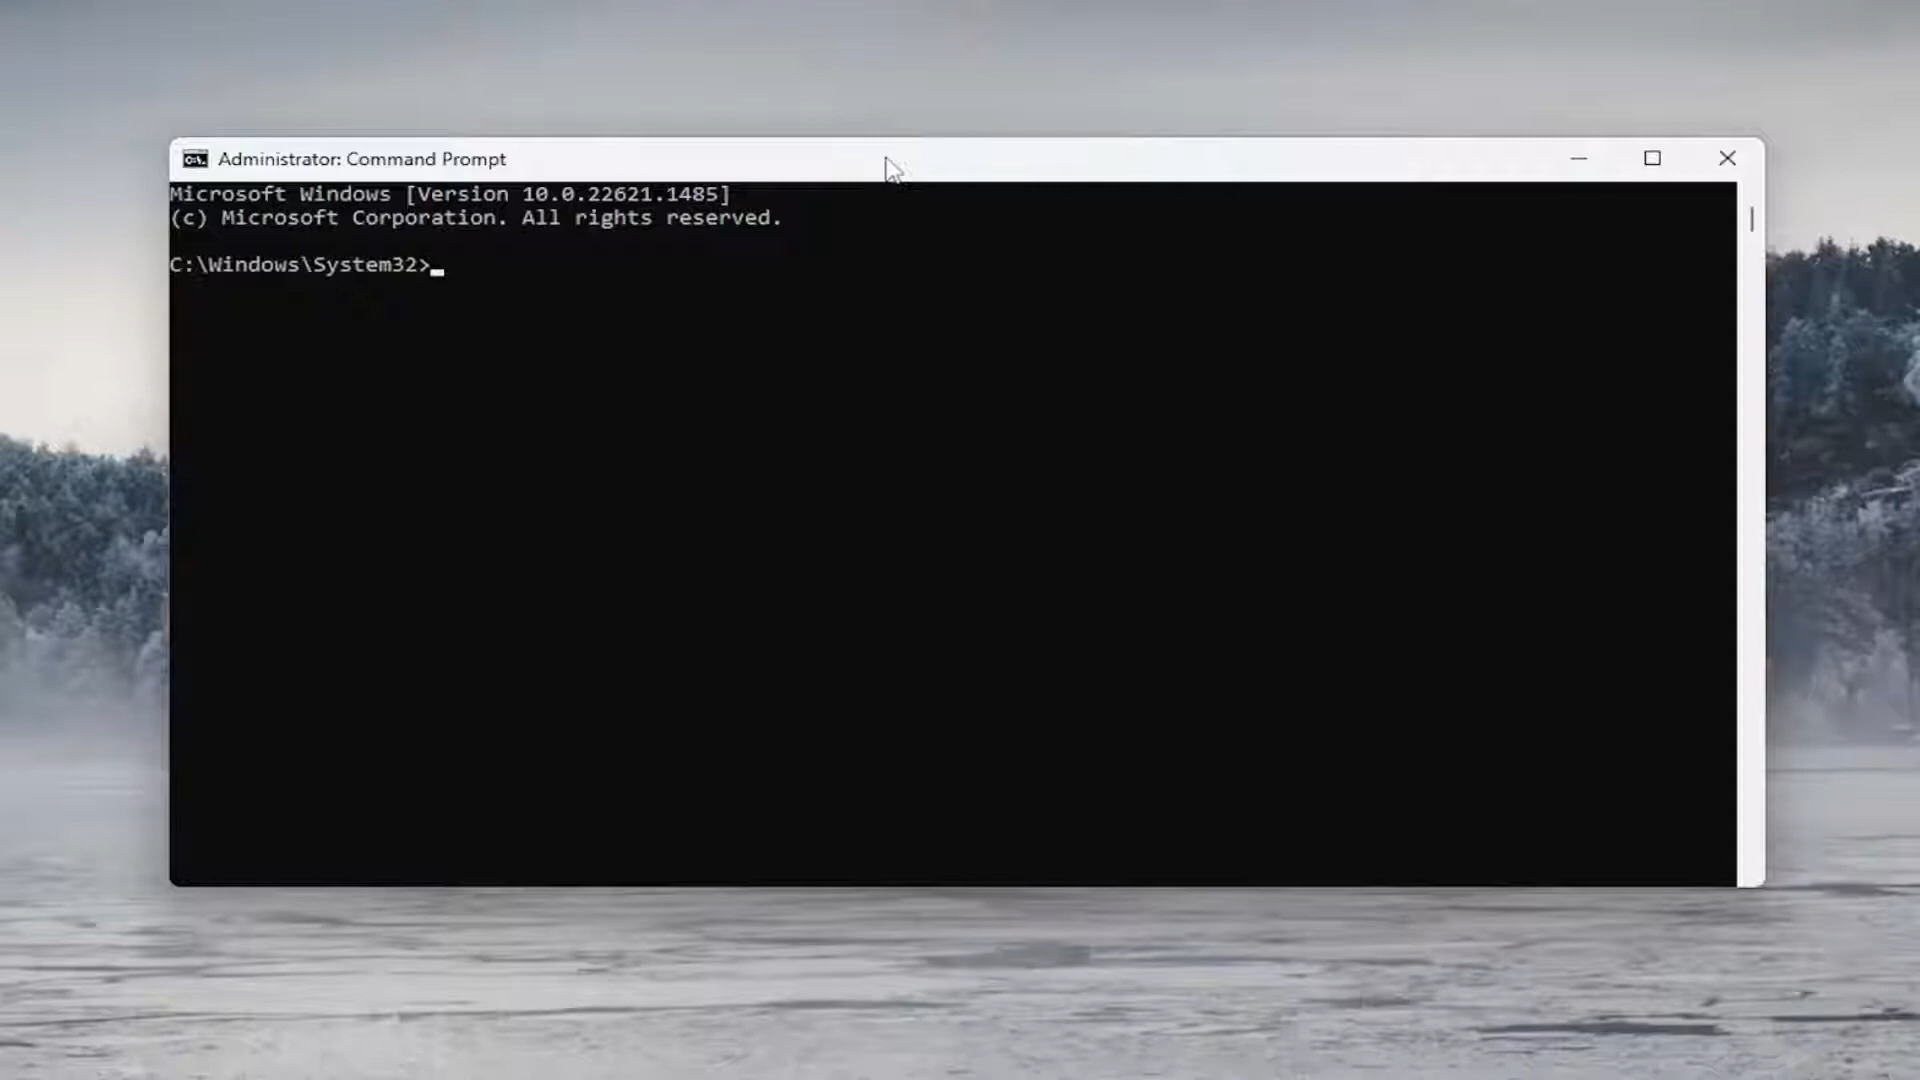 Administrator: Command Prompt
Microsoft Windows [Version 10.0.22621.1485]
(c) Microsoft Corporation. All rights reserved.
C:\Windows\System32>